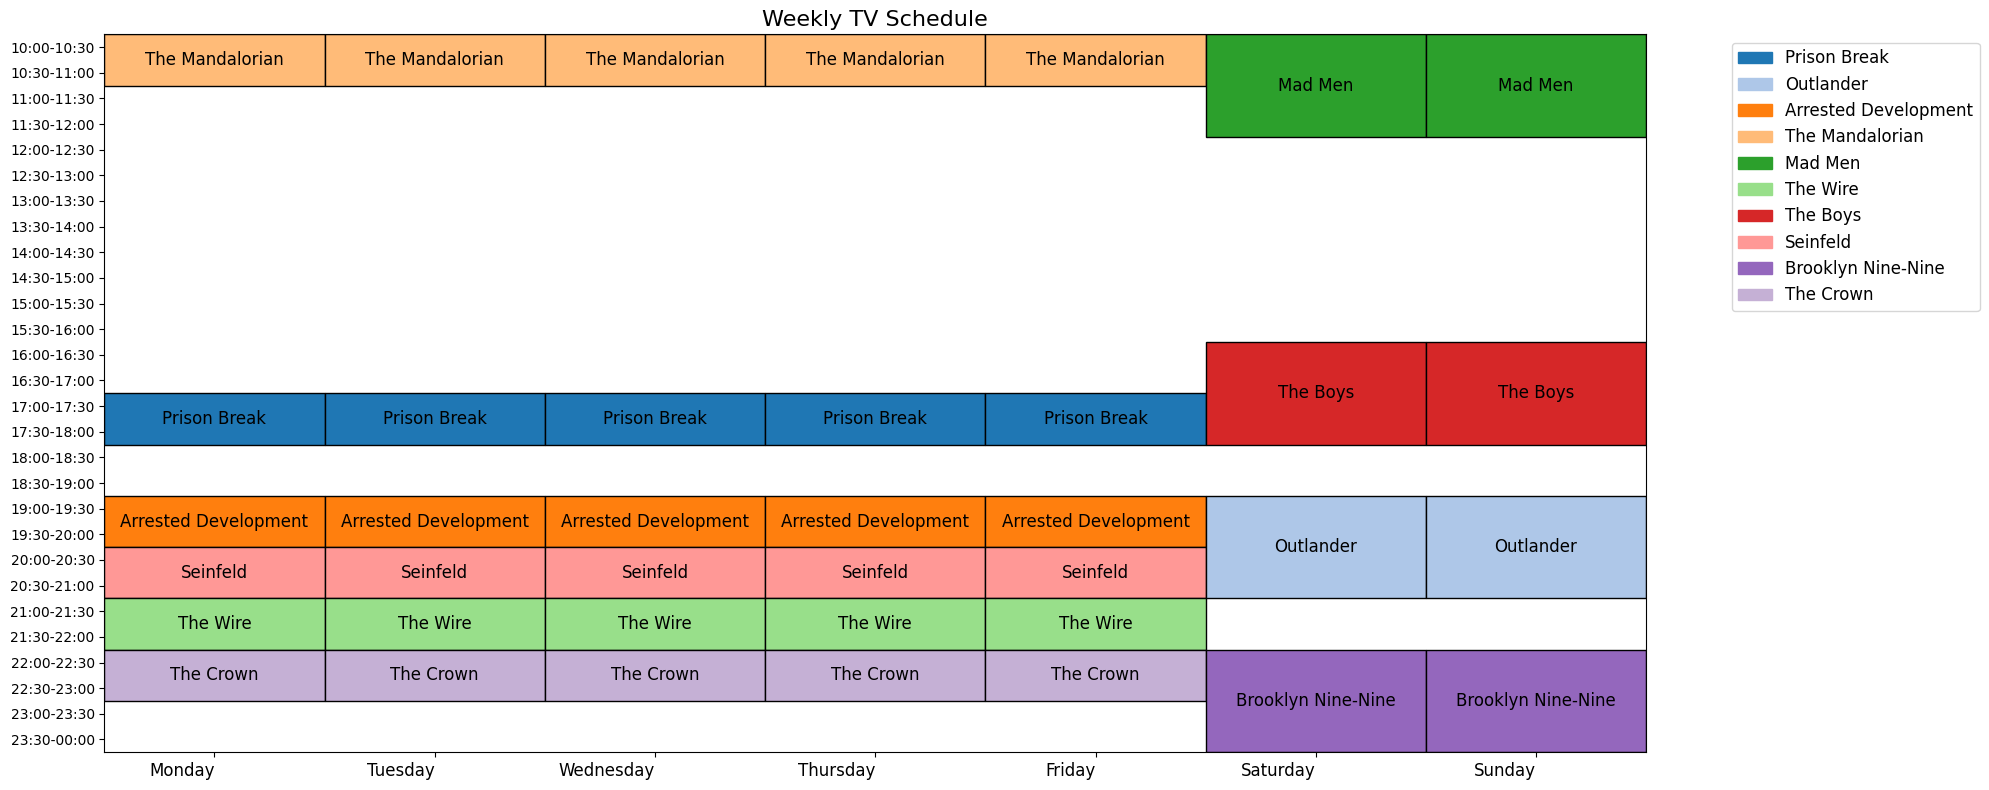 Weekly TV Schedule
10:00-10:30
10:30-11:00
11:00-11:30
11:30-12:00
12:00-12:30
12:30-13:00
13:00-13:30
13:30-14:00
14:00-14:30
14:30-15:00
15:00-15:30
15:30-16:00
16:00-16:30
16:30-17:00
17:00-17:30
17:30-18:00
18:00-18:30
18:30-19:00
19:00-19:30
19:30-20:00
20:00-20:30
20:30-21:00
21:00-21:30
21:30-22:00
22:00-22:30
22:30-23:00
23:00-23:30
23:30-00:00
The Mandalorian The Mandalorian The Mandalorian The Mandalorian The Mandalorian
Mad Men Mad Men
The Boys The Boys
Prison Break Prison Break Prison Break Prison Break Prison Break
Arrested Development Arrested Development Arrested Development Arrested Development Arrested Development
Outlander Outlander
Seinfeld Seinfeld Seinfeld Seinfeld Seinfeld
The Wire The Wire The Wire The Wire The Wire
The Crown The Crown The Crown The Crown The Crown
Brooklyn Nine-Nine Brooklyn Nine-Nine
Monday Tuesday Wednesday Thursday Friday Saturday Sunday
Prison Break
Outlander
Arrested Development
The Mandalorian
Mad Men
The Wire
The Boys
Seinfeld
Brooklyn Nine-Nine
The Crown